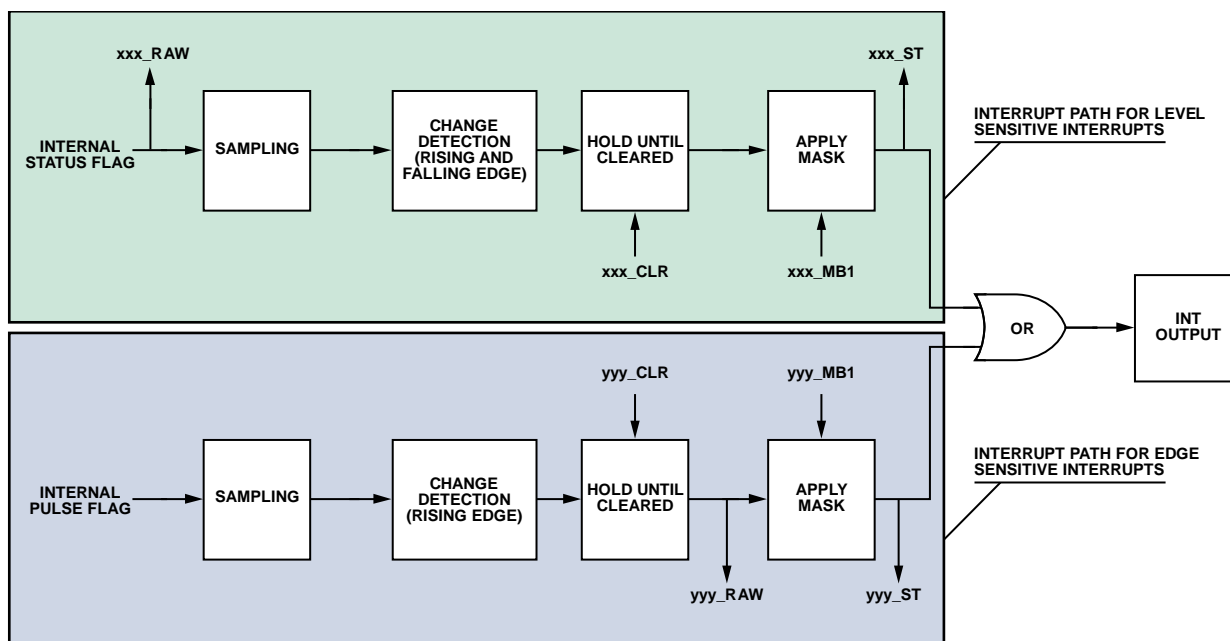 xxx_RAW
xxx_ST
INTERNAL
STATUS FLAG
SAMPLING
CHANGE
DETECTION
(RISING AND
FALLING EDGE)
HOLD UNTIL
CLEARED
APPLY
MASK
xxx_CLR
xxx_MB1
INTERRUPT PATH FOR LEVEL
SENSITIVE INTERRUPTS
OR
INT
OUTPUT
yyy_CLR
yyy_MB1
INTERNAL
PULSE FLAG
SAMPLING
CHANGE
DETECTION
(RISING EDGE)
HOLD UNTIL
CLEARED
APPLY
MASK
yyy_RAW
yyy_ST
INTERRUPT PATH FOR EDGE
SENSITIVE INTERRUPTS